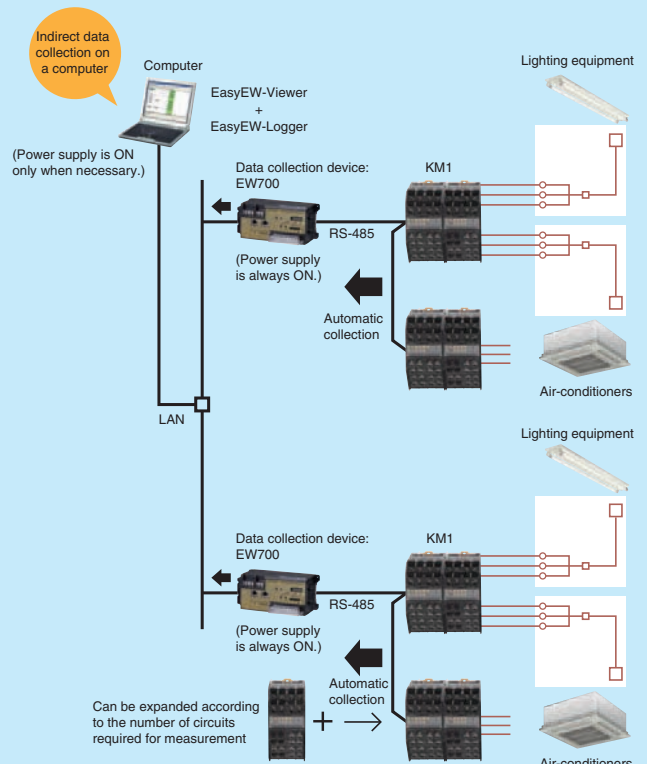 Indirect data
collection on
a computer
Computer
EasyEW-Viewer
+
EasyEW-Logger
(Power supply is ON
only when necessary.)
Lighting equipment
Data collection device:
EW700
KM1
RS-485
(Power supply
is always ON.)
Automatic
collection
Air-conditioners
LAN
Lighting equipment
Data collection device:
EW700
KM1
RS-485
(Power supply
is always ON.)
Automatic
collection
Can be expanded according
to the number of circuits
required for measurement
+
Air-conditioners